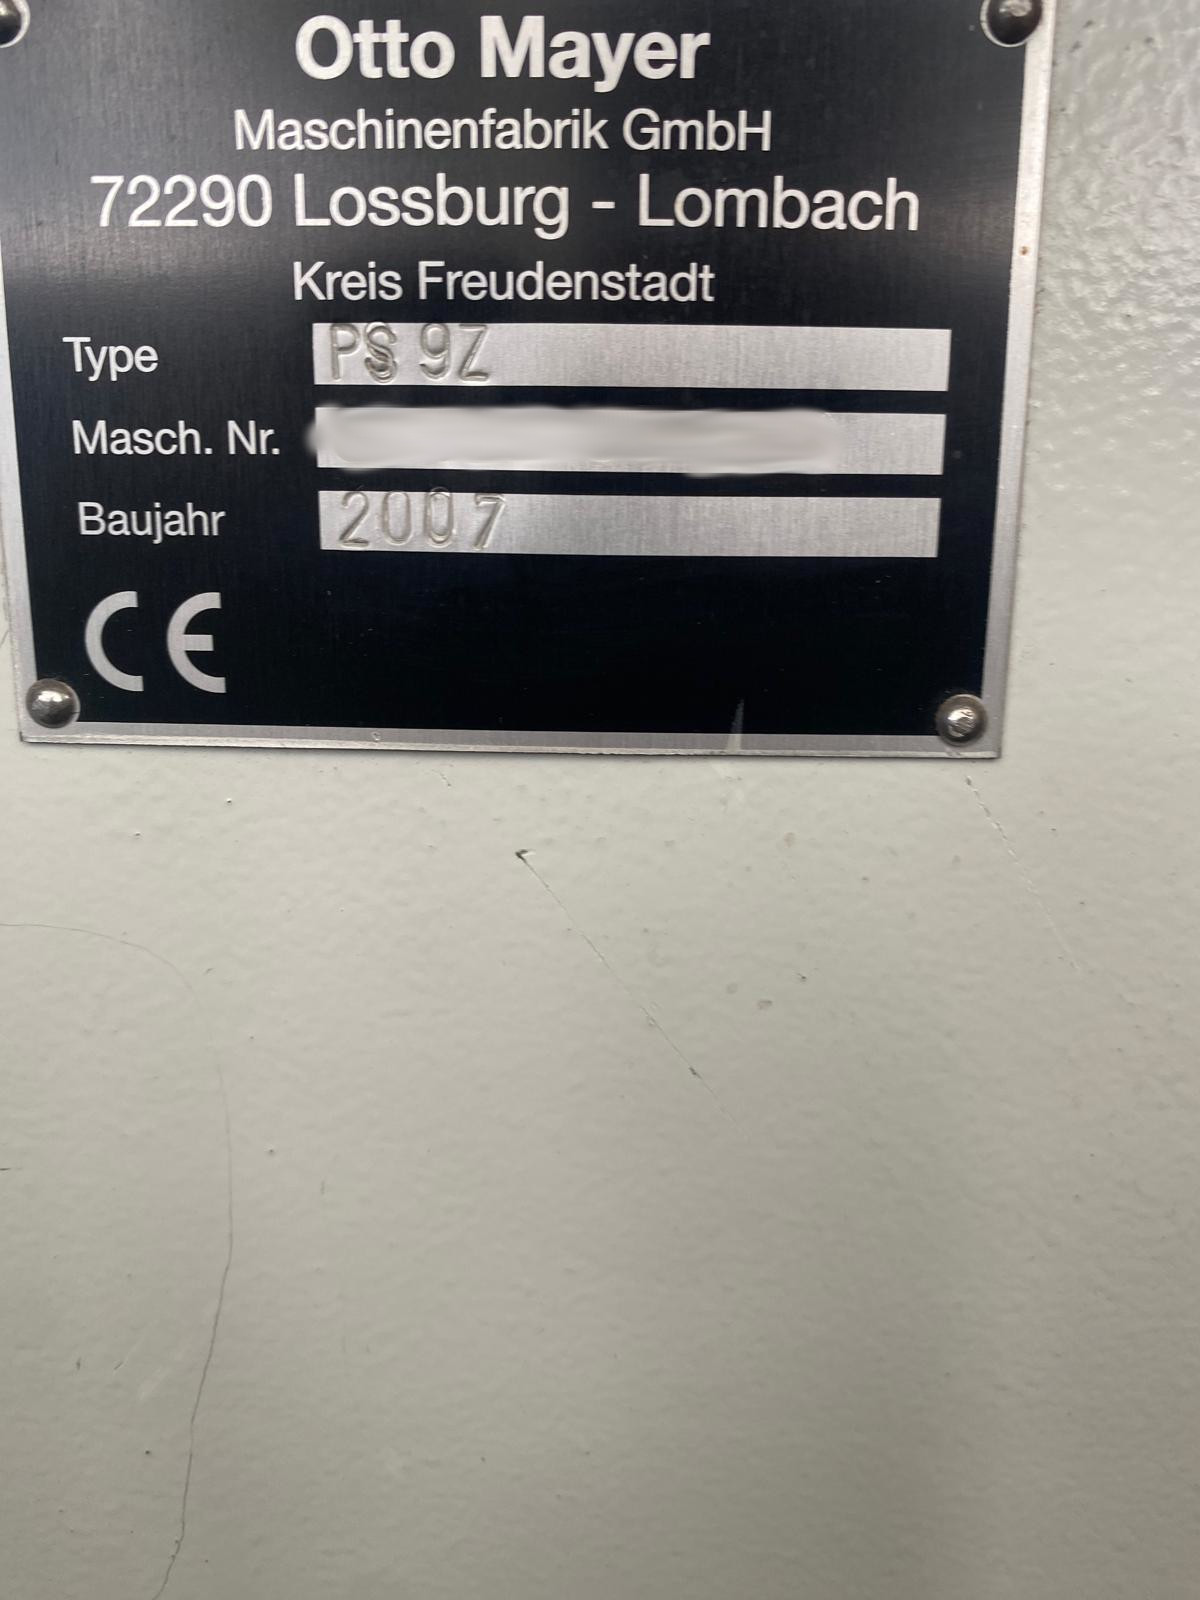 Otto Mayer
Maschinenfabrik GmbH
72290 Lossburg - Lombach
Kreis Freudenstadt
Type PS 9Z
Masch. Nr.
Baujahr 2007
CE